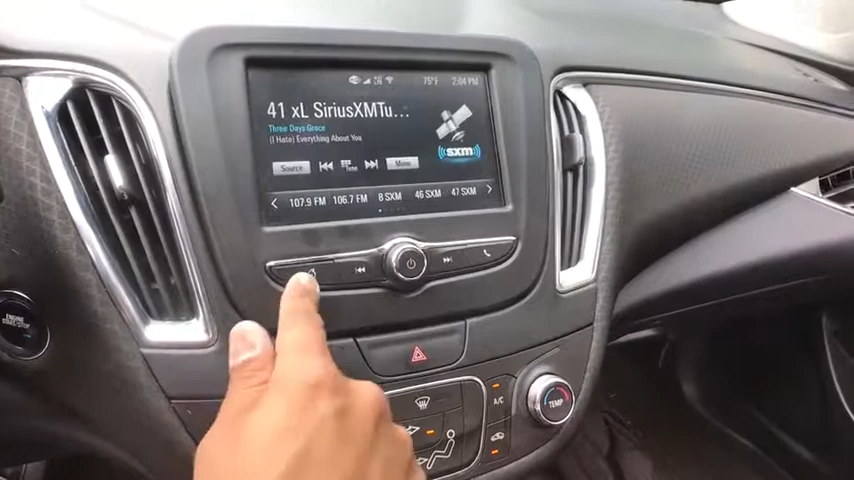 75°F 2:04 PM
41 xL SiriusXMTu...
Three Days Grace
(I Hate) Everything About You
sxm
Source Tune Menu
107.9 FM 106.7 FM 8 SXM 46 SXM 47 SXM
ENGINE
START
STOP
A/C
TEMP